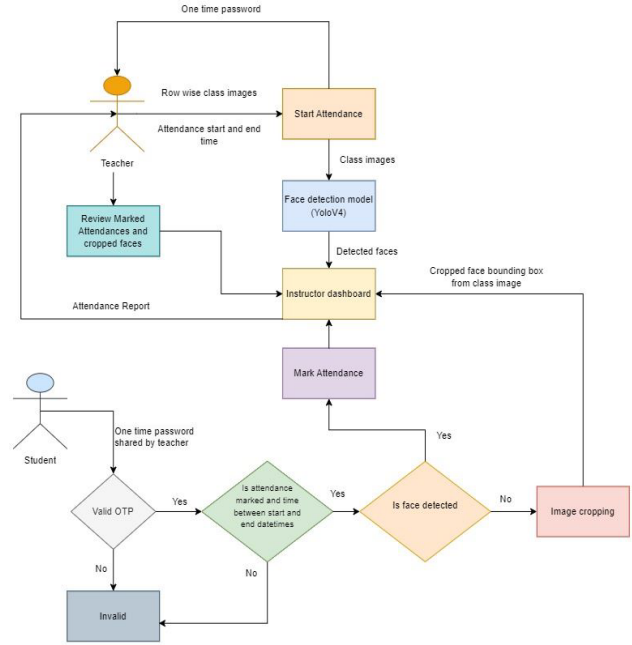 One time password
Row wise class images
Attendance start and end
time
Teacher
Start Attendance
Class images
Face detection model
(YoloV4)
Detected faces
Review Marked
Attendances and
cropped faces
Instructor dashboard
Cropped face bounding box
from class image
Attendance Report
Mark Attendance
Student
One time password
shared by teacher
Yes
Valid OTP
Yes
Is attendance
marked and time
between start and
end datetimes
Yes
Is face detected
No
Image cropping
No
No
Invalid